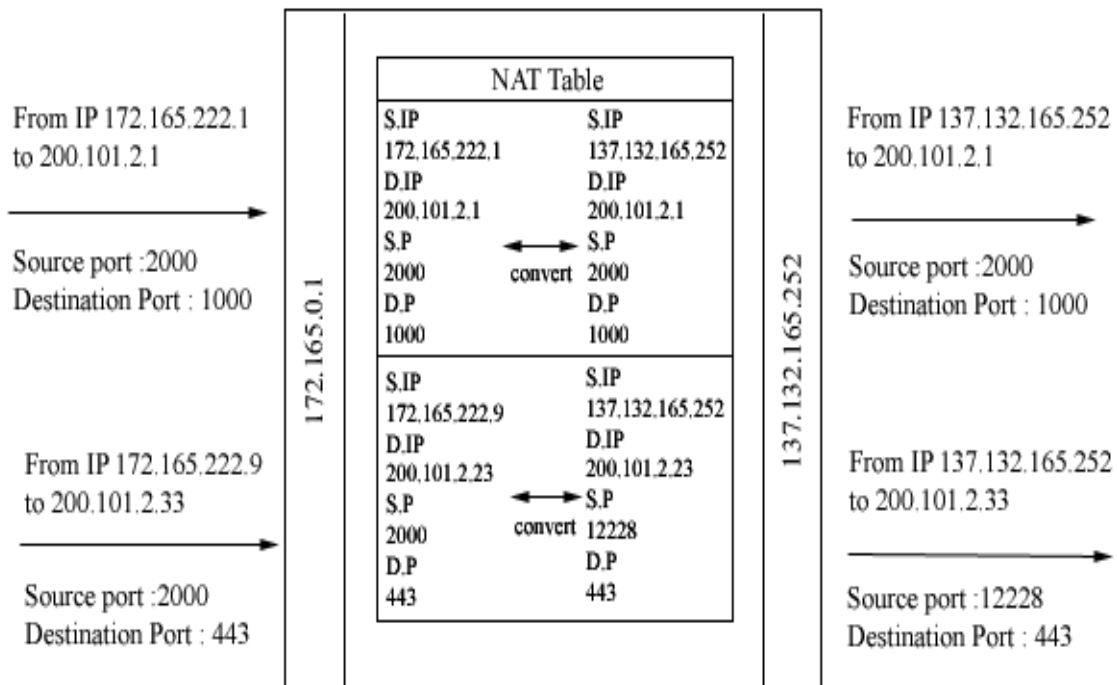 From IP 172.165.222.1
to 200.101.2.1
Source port :2000
Destination Port : 1000
From IP 172.165.222.9
to 200.101.2.33
Source port :2000
Destination Port : 443
172.165.0.1
NAT Table
S.IP S.IP
172.165.222.1 137.132.165.252
D.IP D.IP
200.101.2.1 200.101.2.1
S.P S.P
2000 convert 2000
D.P D.P
1000 1000
S.IP S.IP
172.165.222.9 137.132.165.252
D.IP D.IP
200.101.2.23 200.101.2.23
S.P S.P
2000 convert 12228
D.P D.P
443 443
137.132.165.252
From IP 137.132.165.252
to 200.101.2.1
Source port :2000
Destination Port : 1000
From IP 137.132.165.252
to 200.101.2.33
Source port :12228
Destination Port : 443